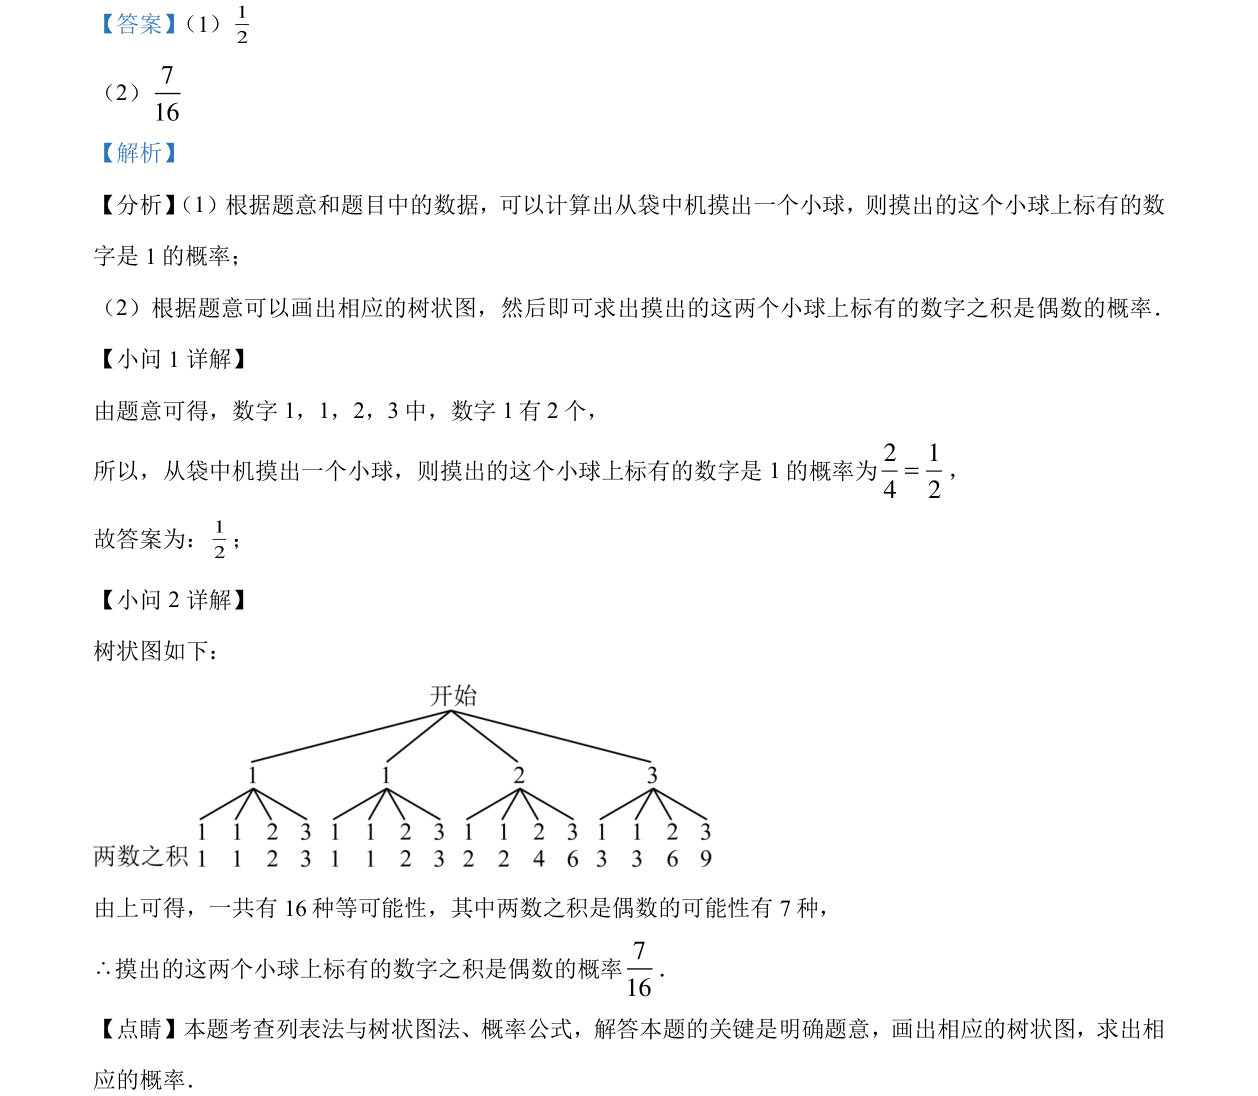 【答案】（1）1/2
（2）7/16
【解析】
【分析】（1）根据题意和题目中的数据，可以计算出从袋中机摸出一个小球，则摸出的这个小球上标有的数
字是 1 的概率；
（2）根据题意可以画出相应的树状图，然后即可求出摸出的这两个小球上标有的数字之积是偶数的概率．
【小问 1 详解】
由题意可得，数字 1，1，2，3 中，数字 1 有 2 个，
所以，从袋中机摸出一个小球，则摸出的这个小球上标有的数字是 1 的概率为 2/4 = 1/2，
故答案为：1/2；
【小问 2 详解】
树状图如下：
开始
1 1 2 3
1 1 2 3 1 1 2 3 1 1 2 3 1 1 2 3
两数之积 1 1 2 3 1 1 2 3 2 2 4 6 3 3 6 9
由上可得，一共有 16 种等可能性，其中两数之积是偶数的可能性有 7 种，
∴摸出的这两个小球上标有的数字之积是偶数的概率 7/16．
【点睛】本题考查列表法与树状图法、概率公式，解答本题的关键是明确题意，画出相应的树状图，求出相
应的概率．